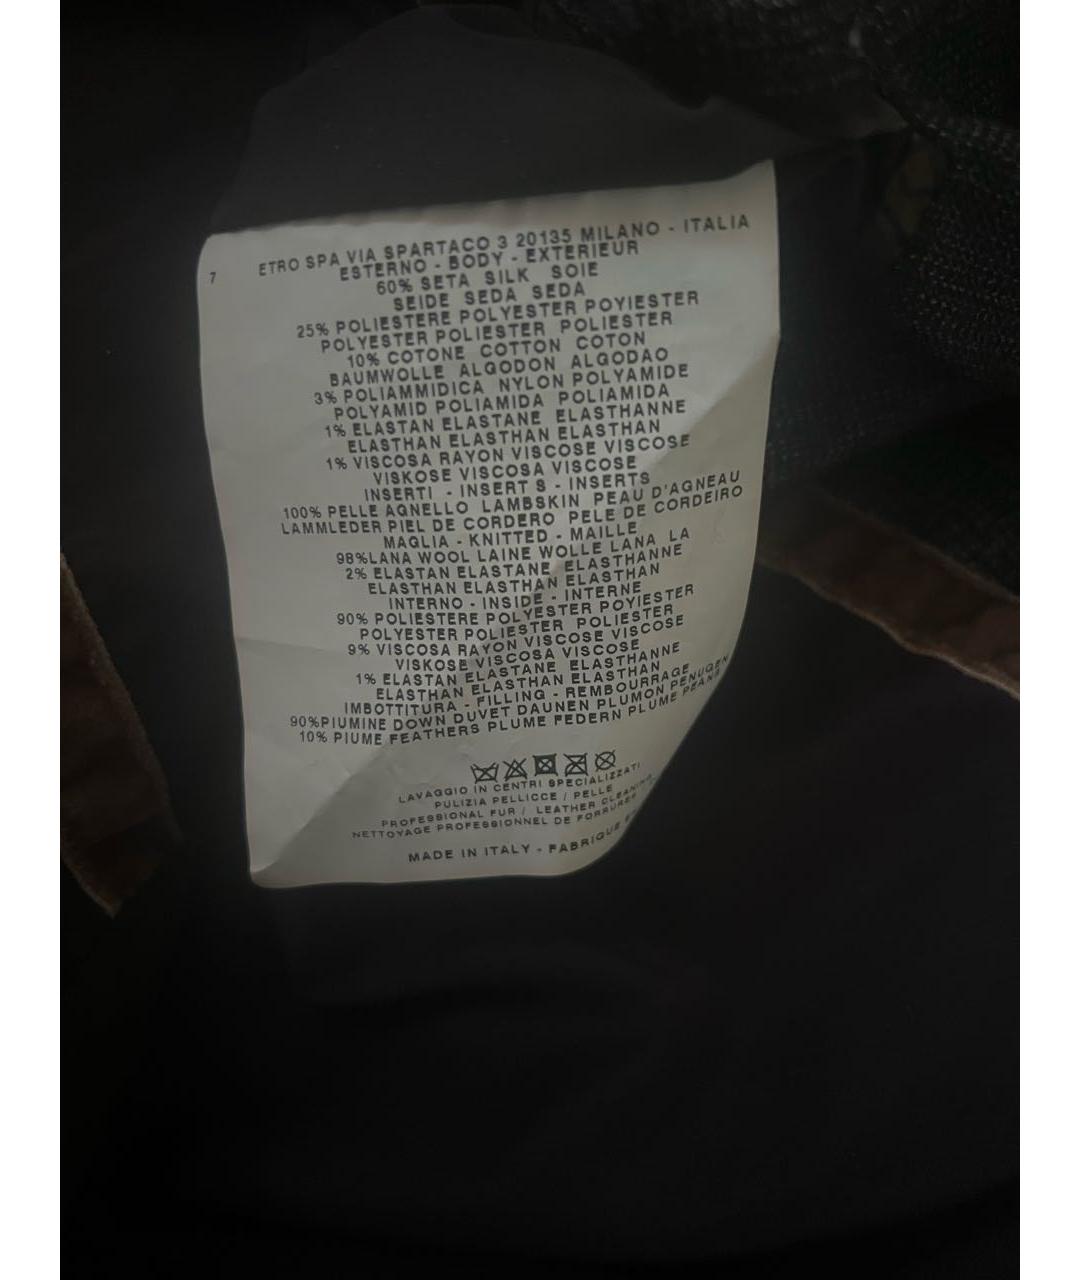 7
ETRO SPA VIA SPARTACO 3 20135 MILANO - ITALIA
ESTERNO - BODY - EXTERIEUR
60% SETA SILK SOIE
SEIDE SEDA SEDA
25% POLIESTERE POLYESTER POYIESTER
POLYESTER POLIESTER POLIESTER
10% COTONE COTTON COTON
BAUMWOLLE ALGODON ALGODAO
3% POLIAMMIDICA NYLON POLYAMIDE
POLYAMID POLIAMIDA POLIAMIDA
1% ELASTAN ELASTANE ELASTHANNE
ELASTHAN ELASTHAN ELASTHAN
1% VISCOSA RAYON VISCOSE VISCOSE
VISKOSE VISCOSA VISCOSE
INSERTI - INSERT S - INSERTS
100% PELLE AGNELLO LAMBSKIN PEAU D'AGNEAU
LAMMLEDER PIEL DE CORDERO PELE DE CORDEIRO
MAGLIA - KNITTED - MAILLE
98%LANA WOOL LAINE WOLLE LANA LA
2% ELASTAN ELASTANE ELASTHANNE
ELASTHAN ELASTHAN ELASTHAN
INTERNO - INSIDE - INTERNE
90% POLIESTERE POLYESTER POYIESTER
POLYESTER POLIESTER POLIESTER
9% VISCOSA RAYON VISCOSE VISCOSE
VISKOSE VISCOSA VISCOSE
1% ELASTAN ELASTANE ELASTHANNE
ELASTHAN ELASTHAN ELASTHAN
IMBOTTITURA - FILLING - REMBOURRAGE
90%PIUMINE DOWN DUVET DAUNEN PLUMON PENUGEN
10% PIUME FEATHERS PLUME FEDERN PLUME PEANS
LAVAGGIO IN CENTRI SPECIALIZZATI
PULIZIA PELLICCE / PELLE
PROFESSIONAL FUR / LEATHER CLEANING
NETTOYAGE PROFESSIONNEL DE FORRURES
MADE IN ITALY - FABRIQUE